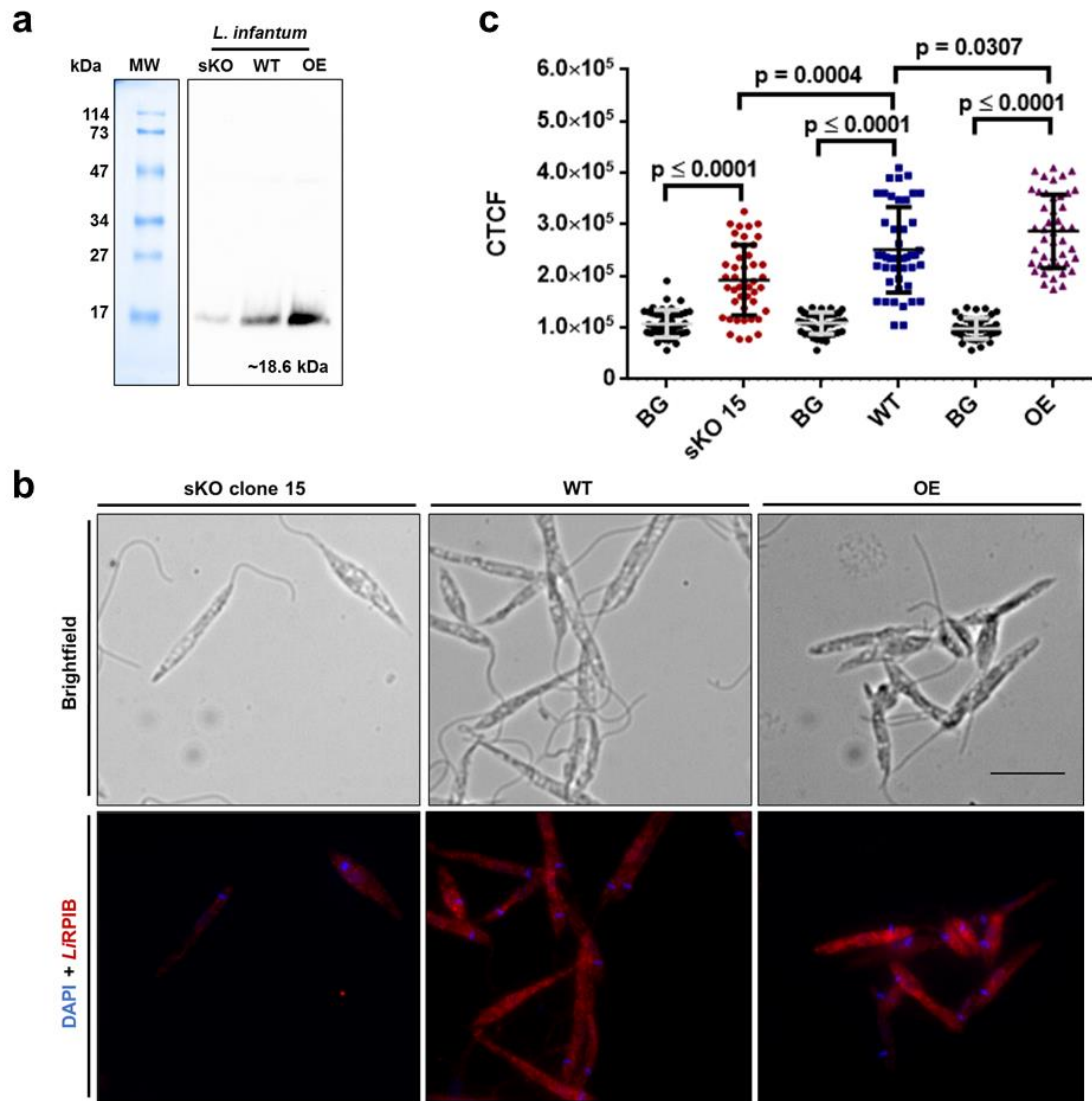 a
L. infantum
kDa MW sKO WT OE
114
73
47
34
27
17
~18.6 kDa
c
CTCF
6.0×10⁵
5.0×10⁵
4.0×10⁵
3.0×10⁵
2.0×10⁵
1.0×10⁵
0
p = 0.0307
p = 0.0004
p ≤ 0.0001
p ≤ 0.0001
p ≤ 0.0001
BG sKO 15 BG WT BG OE
b
sKO clone 15 WT OE
Brightfield
DAPI + LiRPIB